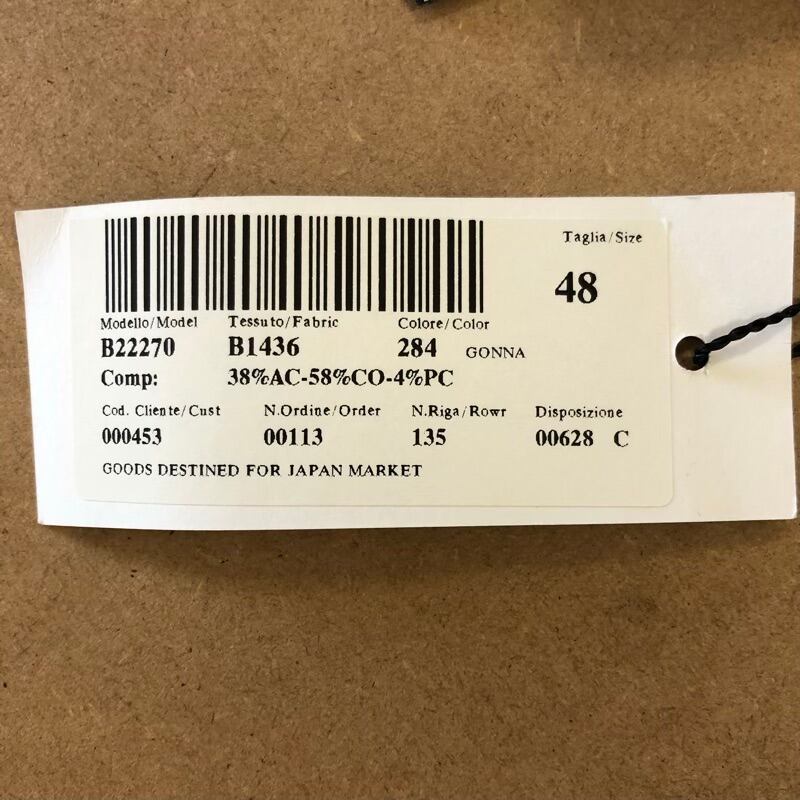 Taglia/Size
48
Modello/Model Tessuto/Fabric Colore/Color
B22270 B1436 284 GONNA
Comp: 38%AC-58%CO-4%PC
Cod. Cliente/Cust N.Ordine/Order N.Riga/Rowr Disposizione
000453 00113 135 00628 C
GOODS DESTINED FOR JAPAN MARKET